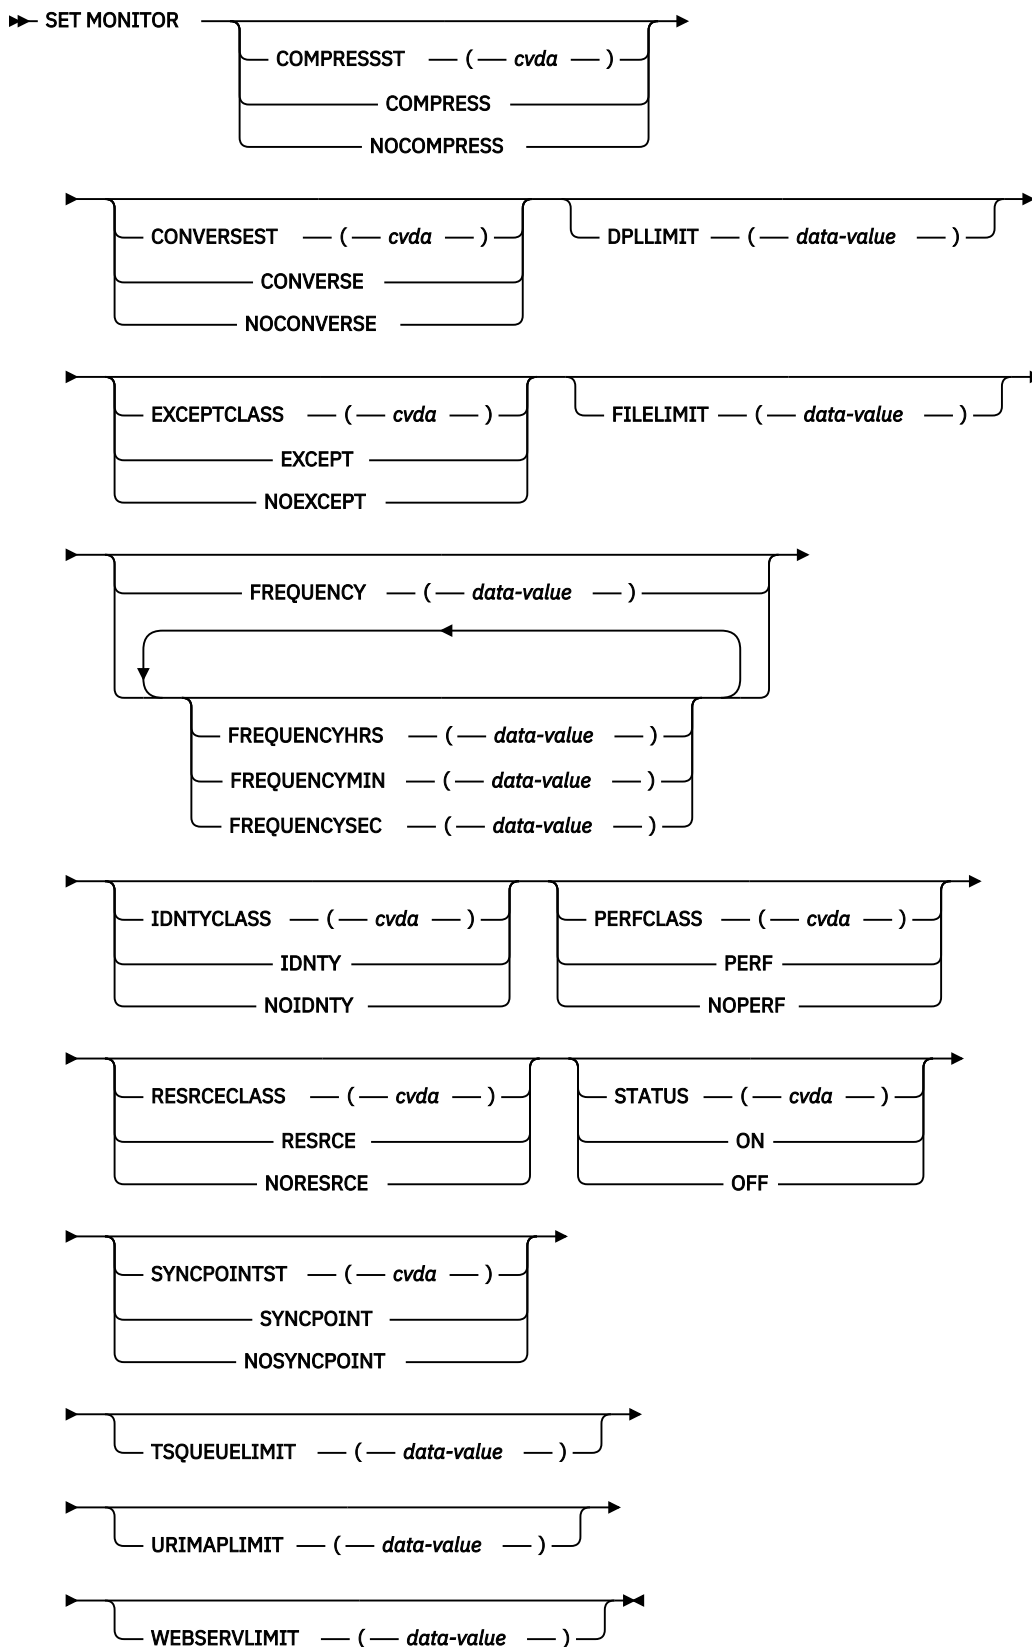 SET MONITOR
COMPRESSST ( cvda )
COMPRESS
NOCOMPRESS
CONVERSEST ( cvda ) DPLLIMIT ( data-value )
CONVERSE
NOCONVERSE
EXCEPTCLASS ( cvda ) FILELIMIT ( data-value )
EXCEPT
NOEXCEPT
FREQUENCY ( data-value )
FREQUENCYHRS ( data-value )
FREQUENCYMIN ( data-value )
FREQUENCYSEC ( data-value )
IDNTYCLASS ( cvda ) PERFCLASS ( cvda )
IDNTY PERF
NOIDNTY NOPERF
RESRCECLASS ( cvda ) STATUS ( cvda )
RESRCE ON
NORESRCE OFF
SYNCPOINTST ( cvda )
SYNCPOINT
NOSYNCPOINT
TSQUEUELIMIT ( data-value )
URIMAPLIMIT ( data-value )
WEBSERVLIMIT ( data-value )